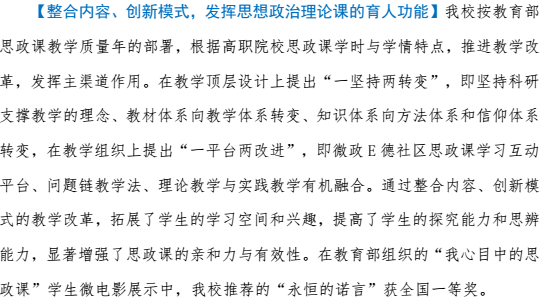 【整合内容、创新模式，发挥思想政治理论课的育人功能】我校按教育部
思政课教学质量年的部署，根据高职院校思政课学时与学情特点，推进教学改
革，发挥主渠道作用。在教学顶层设计上提出“一坚持两转变”，即坚持科研
支撑教学的理念、教材体系向教学体系转变、知识体系向方法体系和信仰体系
转变，在教学组织上提出“一平台两改进”，即微政 E 德社区思政课学习互动
平台、问题链教学法、理论教学与实践教学有机融合。通过整合内容、创新模
式的教学改革，拓展了学生的学习空间和兴趣，提高了学生的探究能力和思辨
能力，显著增强了思政课的亲和力与有效性。在教育部组织的“我心目中的思
政课”学生微电影展示中，我校推荐的“永恒的诺言”获全国一等奖。